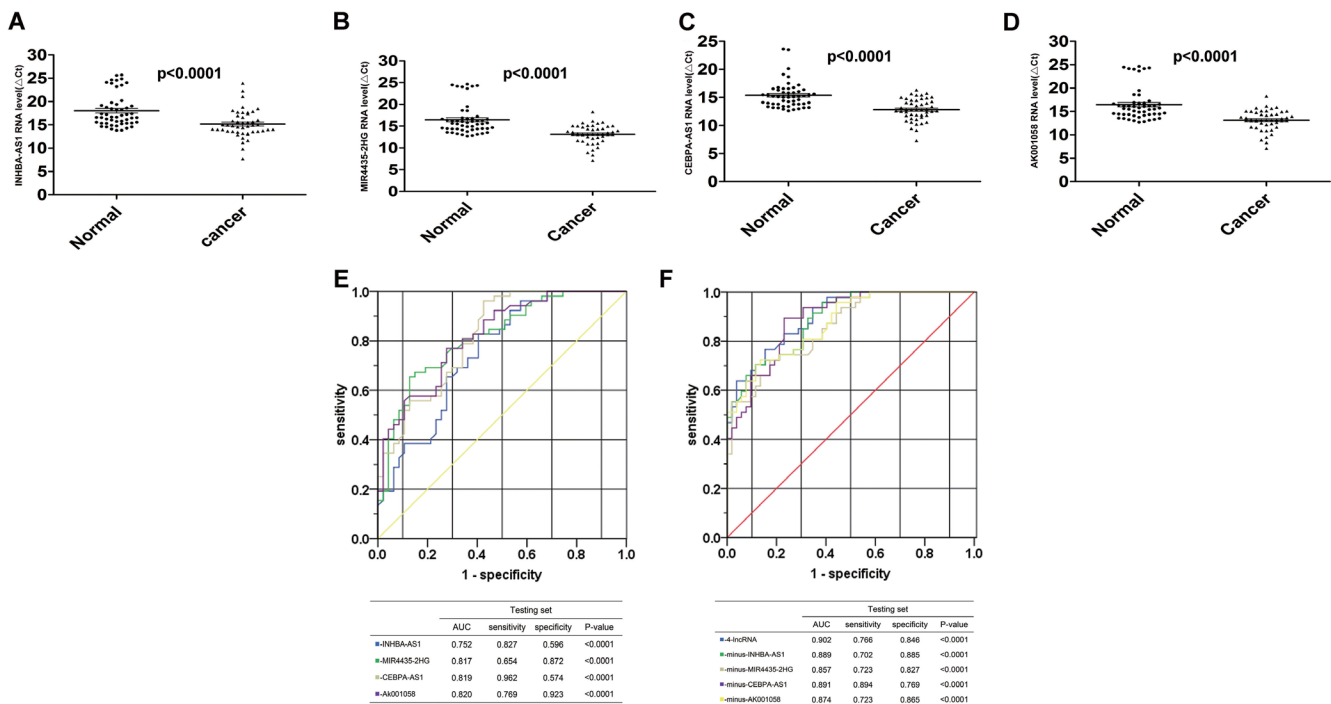 A
INHBA-AS1 RNA level(△Ct)
30
25
20
15
10
5
0
p<0.0001
Normal
cancer
B
MIR4435-2HG RNA level(△Ct)
30
25
20
15
10
5
0
p<0.0001
Normal
Cancer
C
CEBPA-AS1 RNA level(△Ct)
25
20
15
10
5
0
p<0.0001
Normal
Cancer
D
AK001058 RNA level(△Ct)
30
25
20
15
10
5
0
p<0.0001
Normal
Cancer
E
sensitivity
1.0
0.8
0.6
0.4
0.2
0.0
0.0 0.2 0.4 0.6 0.8 1.0
1 - specificity
Testing set
AUC sensitivity specificity P-value
-INHBA-AS1 0.752 0.827 0.596 <0.0001
-MIR4435-2HG 0.817 0.654 0.872 <0.0001
-CEBPA-AS1 0.819 0.962 0.574 <0.0001
-Ak001058 0.820 0.769 0.923 <0.0001
F
sensitivity
1.0
0.8
0.6
0.4
0.2
0.0
0.0 0.2 0.4 0.6 0.8 1.0
1 - specificity
Testing set
AUC sensitivity specificity P-value
-4-lncRNA 0.902 0.766 0.846 <0.0001
-minus-INHBA-AS1 0.889 0.702 0.885 <0.0001
-minus-MIR4435-2HG 0.857 0.723 0.827 <0.0001
-minus-CEBPA-AS1 0.891 0.894 0.769 <0.0001
-minus-AK001058 0.874 0.723 0.865 <0.0001